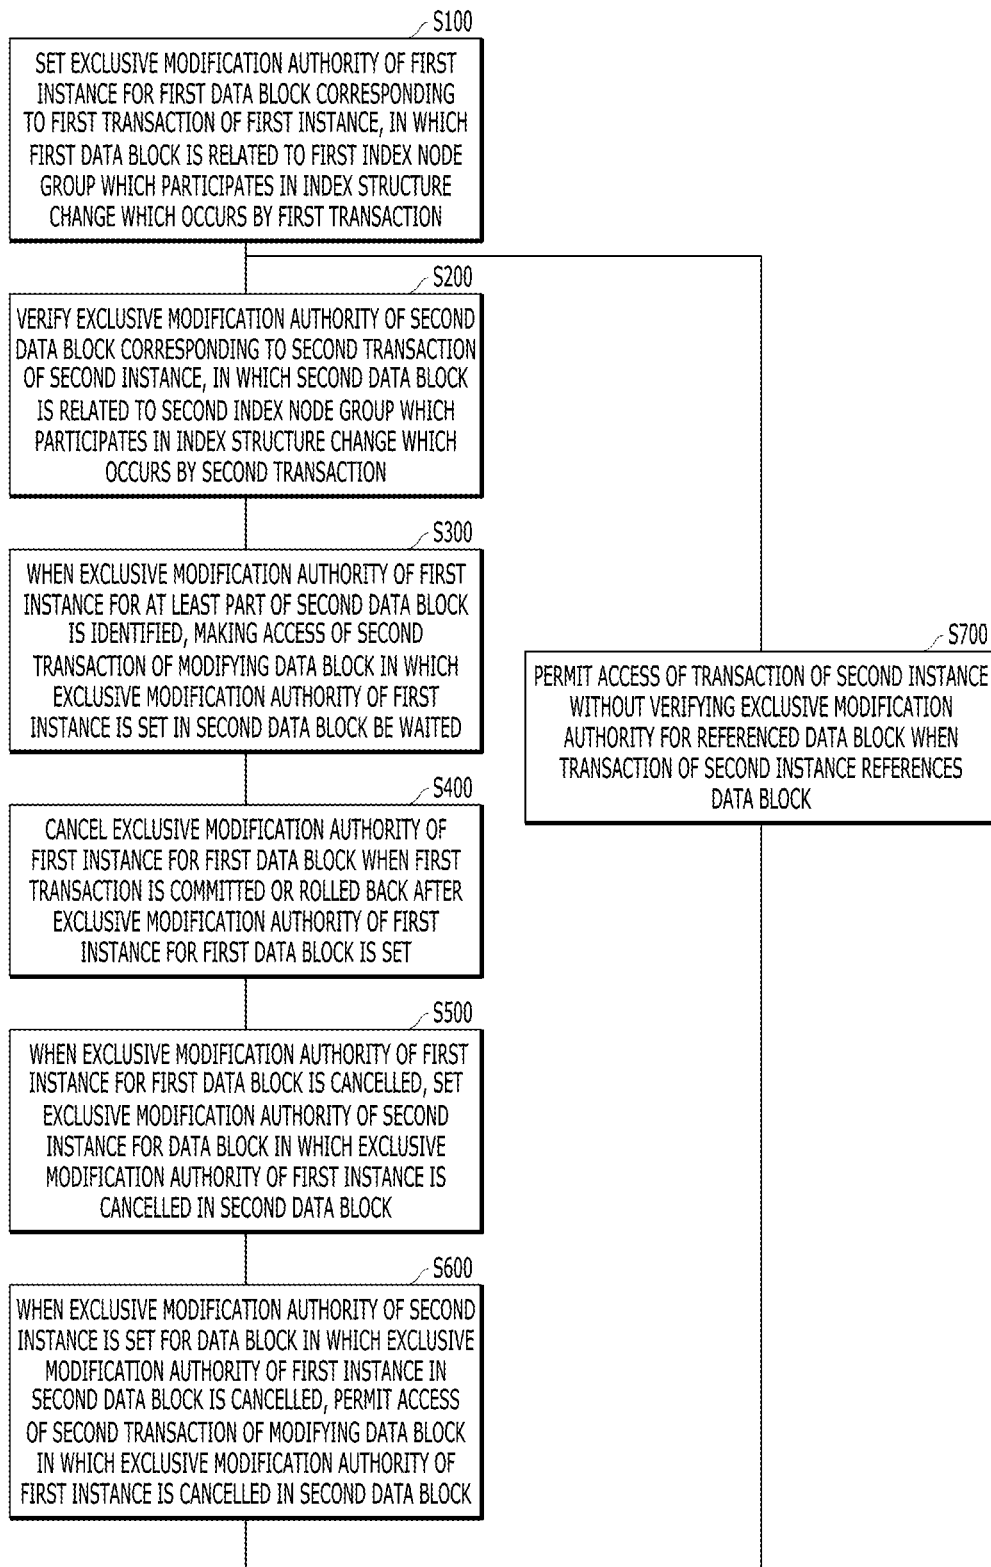 S100
SET EXCLUSIVE MODIFICATION AUTHORITY OF FIRST
INSTANCE FOR FIRST DATA BLOCK CORRESPONDING
TO FIRST TRANSACTION OF FIRST INSTANCE, IN WHICH
FIRST DATA BLOCK IS RELATED TO FIRST INDEX NODE
GROUP WHICH PARTICIPATES IN INDEX STRUCTURE
CHANGE WHICH OCCURS BY FIRST TRANSACTION
S200
VERIFY EXCLUSIVE MODIFICATION AUTHORITY OF SECOND
DATA BLOCK CORRESPONDING TO SECOND TRANSACTION
OF SECOND INSTANCE, IN WHICH SECOND DATA BLOCK
IS RELATED TO SECOND INDEX NODE GROUP WHICH
PARTICIPATES IN INDEX STRUCTURE CHANGE WHICH
OCCURS BY SECOND TRANSACTION
S300
WHEN EXCLUSIVE MODIFICATION AUTHORITY OF FIRST
INSTANCE FOR AT LEAST PART OF SECOND DATA BLOCK
IS IDENTIFIED, MAKING ACCESS OF SECOND
TRANSACTION OF MODIFYING DATA BLOCK IN WHICH
EXCLUSIVE MODIFICATION AUTHORITY OF FIRST
INSTANCE IS SET IN SECOND DATA BLOCK BE WAITED
S400
CANCEL EXCLUSIVE MODIFICATION AUTHORITY OF
FIRST INSTANCE FOR FIRST DATA BLOCK WHEN FIRST
TRANSACTION IS COMMITTED OR ROLLED BACK AFTER
EXCLUSIVE MODIFICATION AUTHORITY OF FIRST
INSTANCE FOR FIRST DATA BLOCK IS SET
S500
WHEN EXCLUSIVE MODIFICATION AUTHORITY OF FIRST
INSTANCE FOR FIRST DATA BLOCK IS CANCELLED, SET
EXCLUSIVE MODIFICATION AUTHORITY OF SECOND
INSTANCE FOR DATA BLOCK IN WHICH EXCLUSIVE
MODIFICATION AUTHORITY OF FIRST INSTANCE IS
CANCELLED IN SECOND DATA BLOCK
S600
WHEN EXCLUSIVE MODIFICATION AUTHORITY OF SECOND
INSTANCE IS SET FOR DATA BLOCK IN WHICH EXCLUSIVE
MODIFICATION AUTHORITY OF FIRST INSTANCE IN
SECOND DATA BLOCK IS CANCELLED, PERMIT ACCESS
OF SECOND TRANSACTION OF MODIFYING DATA BLOCK
IN WHICH EXCLUSIVE MODIFICATION AUTHORITY OF
FIRST INSTANCE IS CANCELLED IN SECOND DATA BLOCK
S700
PERMIT ACCESS OF TRANSACTION OF SECOND INSTANCE
WITHOUT VERIFYING EXCLUSIVE MODIFICATION
AUTHORITY FOR REFERENCED DATA BLOCK WHEN
TRANSACTION OF SECOND INSTANCE REFERENCES
DATA BLOCK